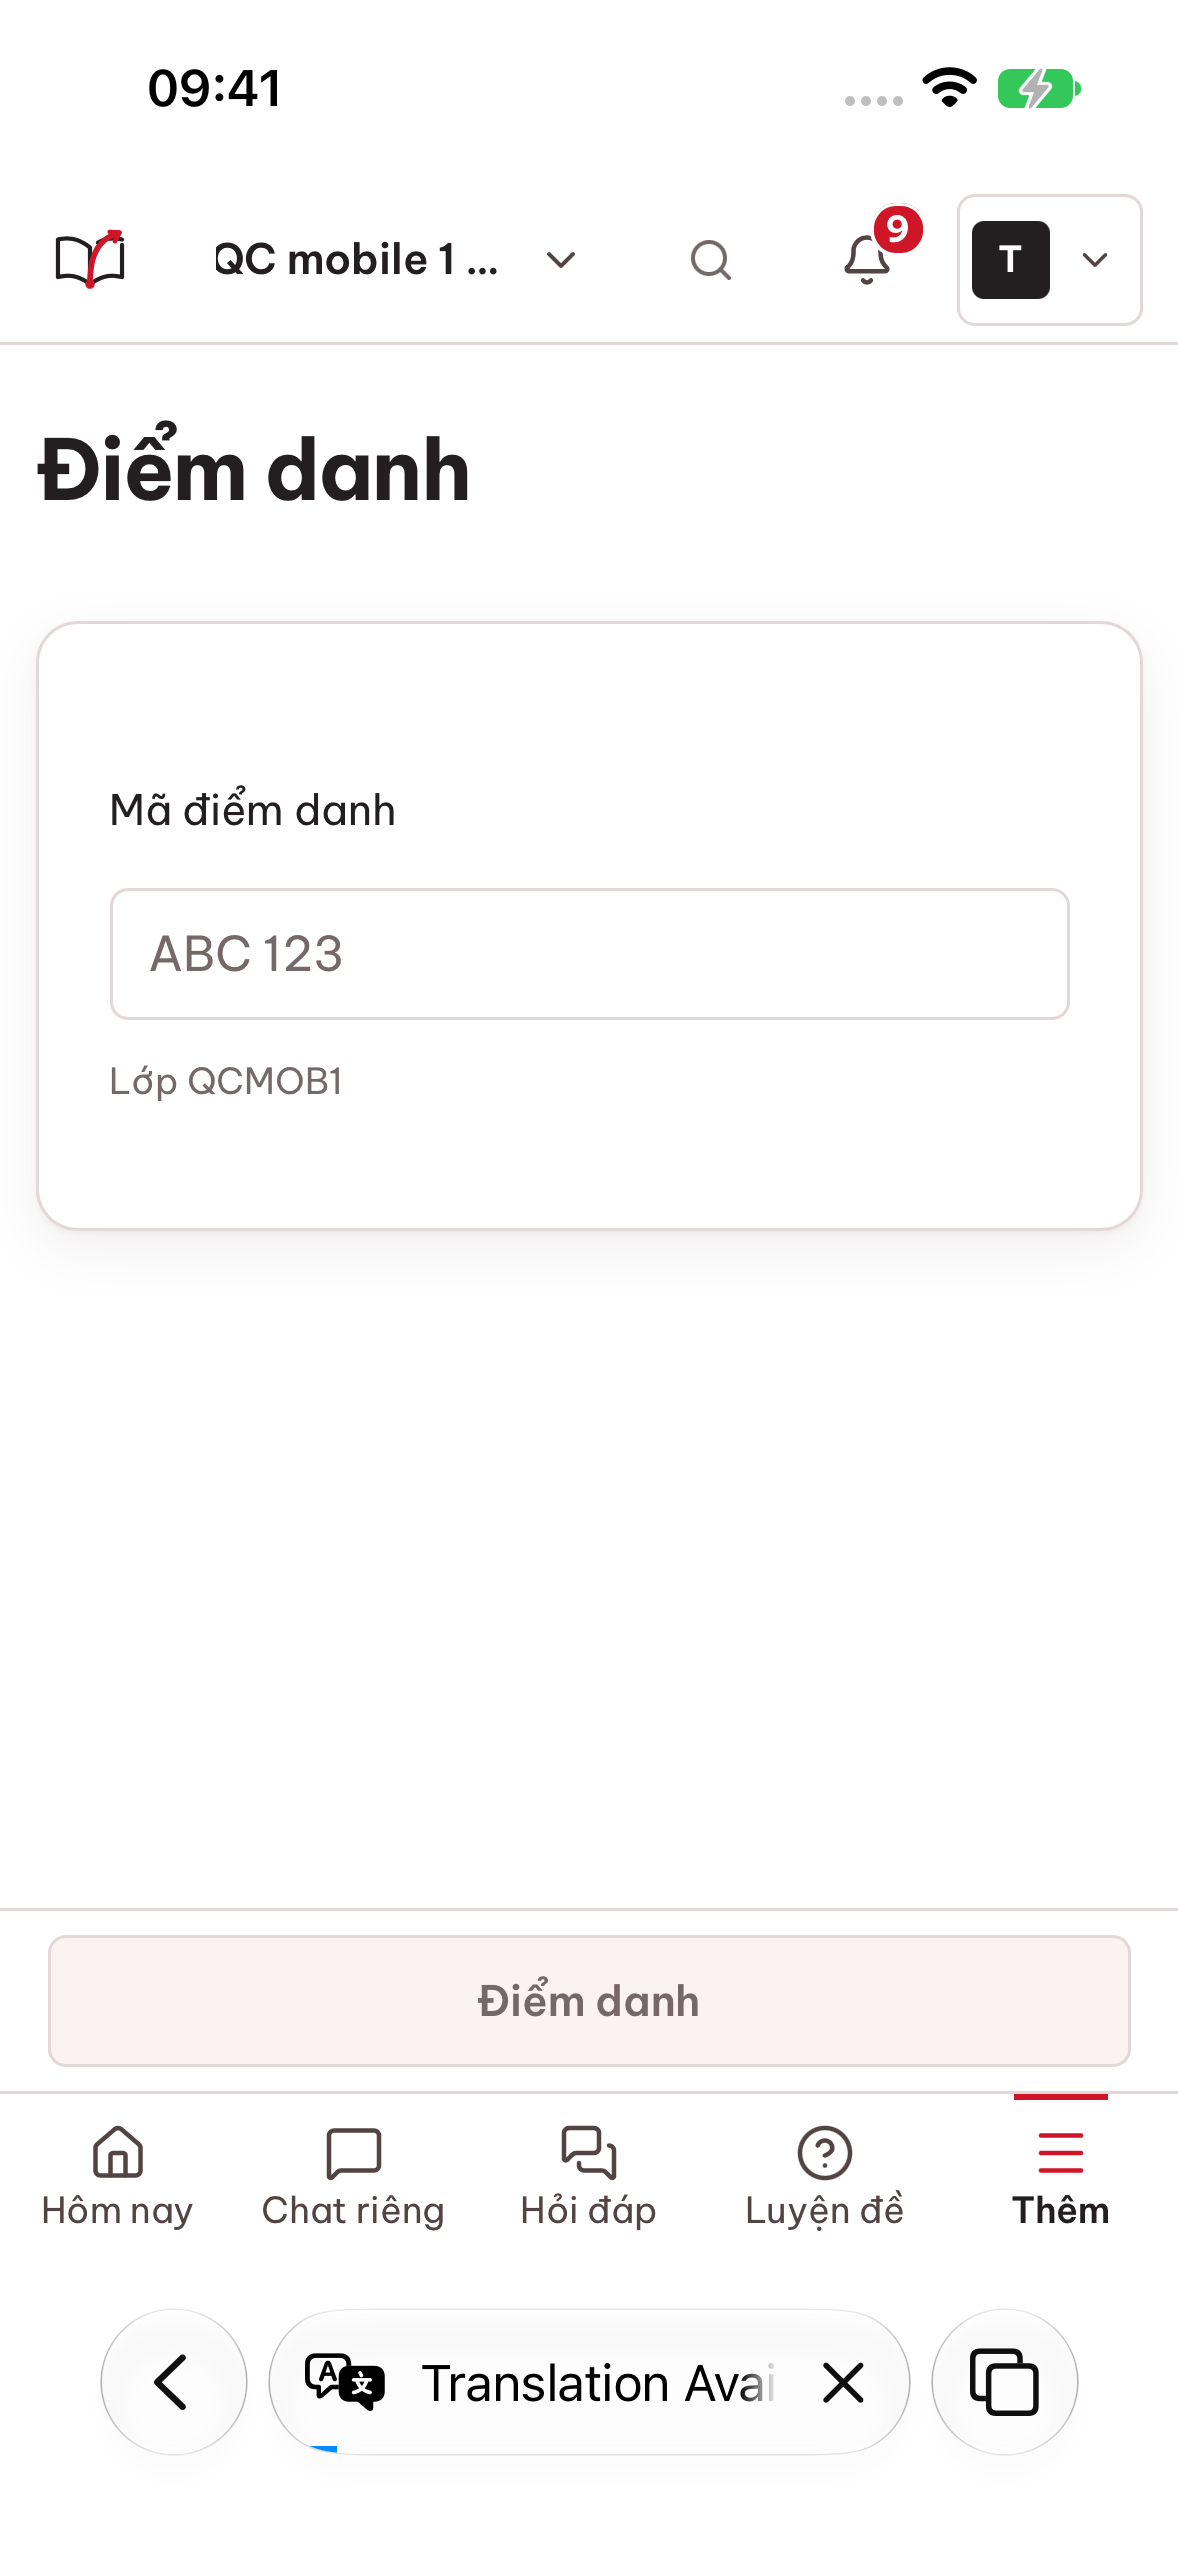 09:41
QC mobile 1 ...
9
T
Điểm danh
Mã điểm danh
ABC 123
Lớp QCMOB1
Điểm danh
Hôm nay
Chat riêng
Hỏi đáp
Luyện đề
Thêm
A 文
Translation Avai